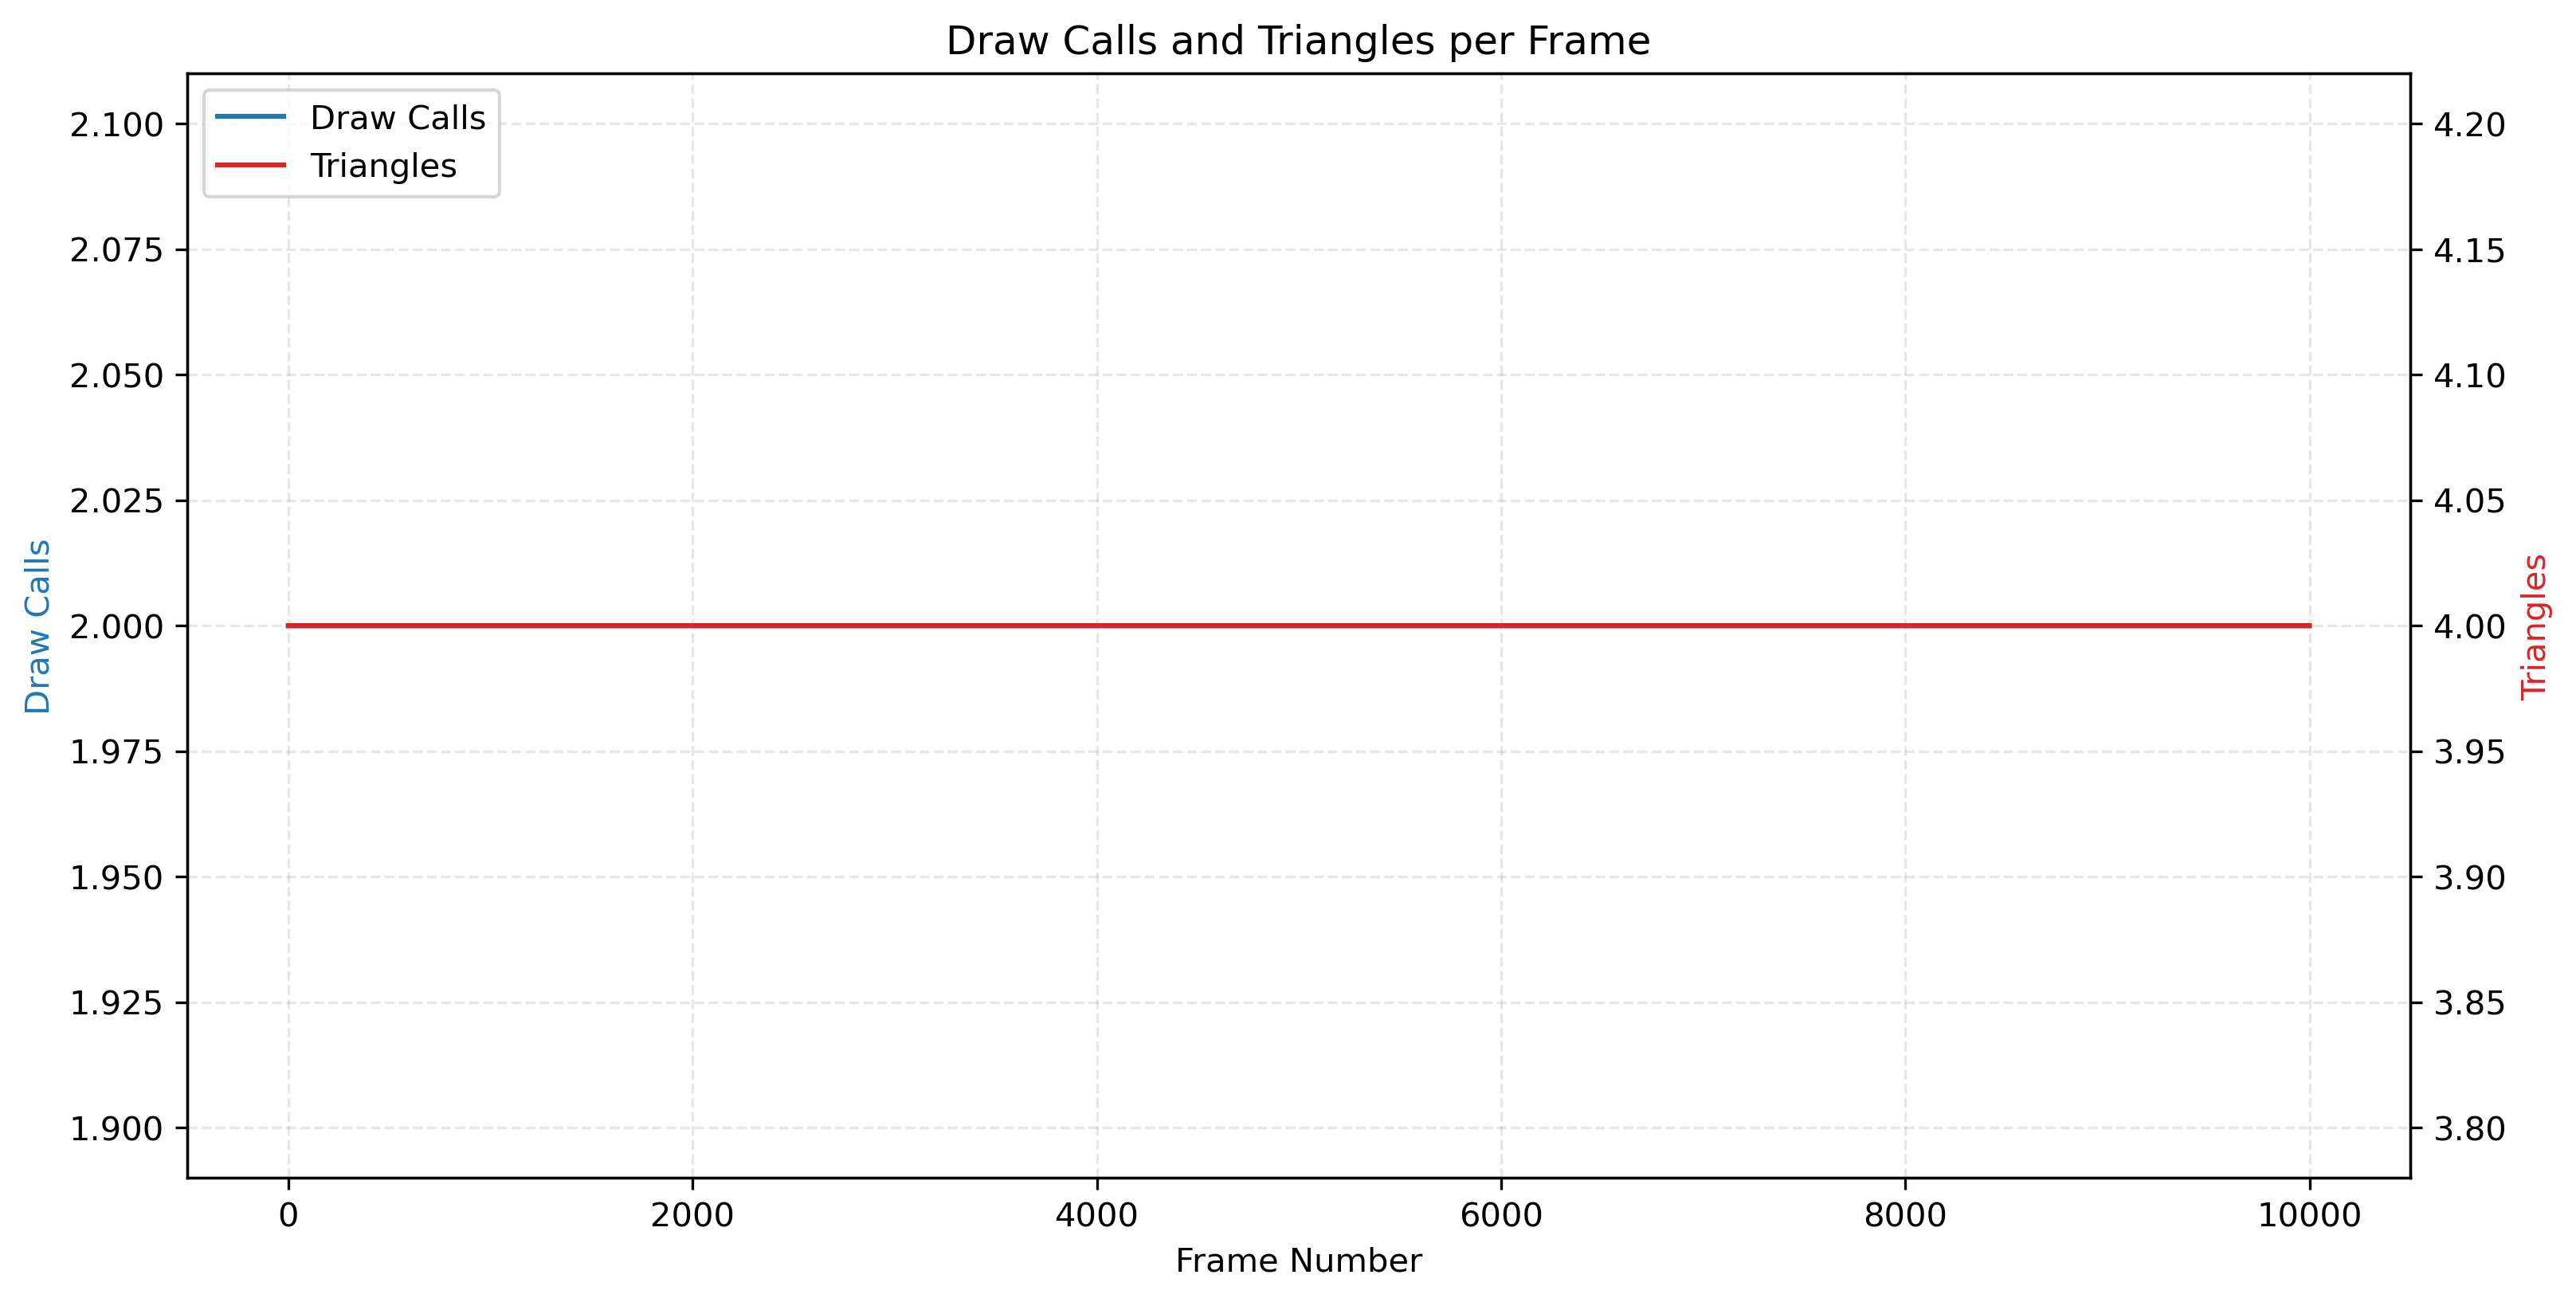 Draw Calls and Triangles per Frame
Draw Calls
Triangles
2.100
2.075
2.050
2.025
2.000
1.975
1.950
1.925
1.900
Draw Calls
4.20
4.15
4.10
4.05
4.00
3.95
3.90
3.85
3.80
Triangles
0 2000 4000 6000 8000 10000
Frame Number